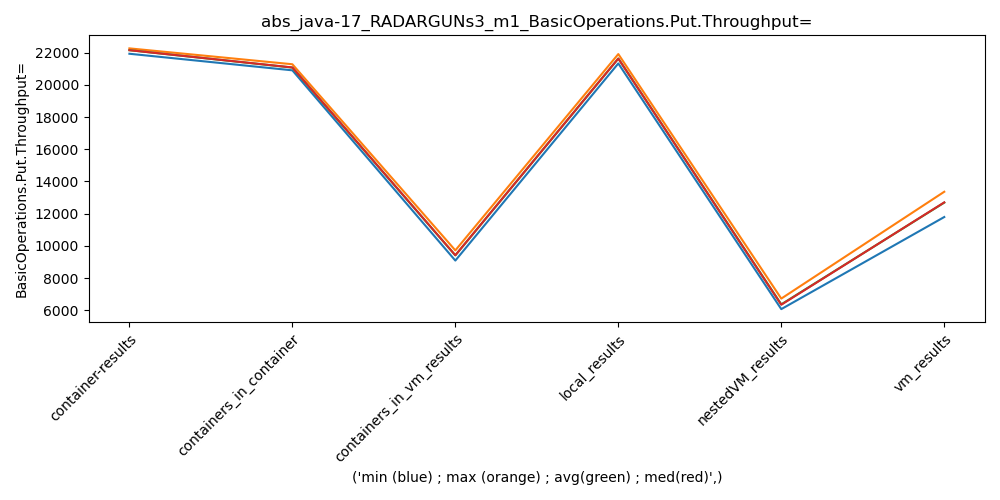 abs_java-17_RADARGUNs3_m1_BasicOperations.Put.Throughput=
BasicOperations.Put.Throughput=
22000
20000
18000
16000
14000
12000
10000
8000
6000
container-results
containers_in_container
containers_in_vm_results
local_results
nestedVM_results
vm_results
('min (blue) ; max (orange) ; avg(green) ; med(red)',)